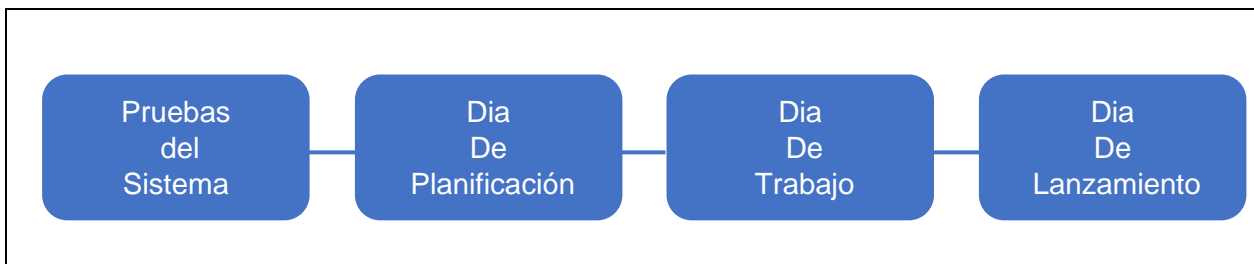 Pruebas
del
Sistema
Dia
De
Planificación
Dia
De
Trabajo
Dia
De
Lanzamiento